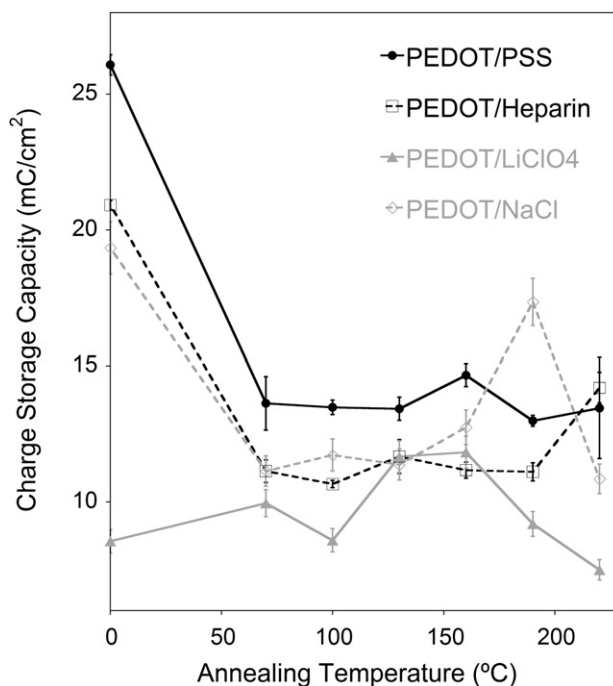 Charge Storage Capacity (mC/cm²)
25
20
15
10
PEDOT/PSS
PEDOT/Heparin
PEDOT/LiClO4
PEDOT/NaCl
0
50
100
150
200
Annealing Temperature (ºC)